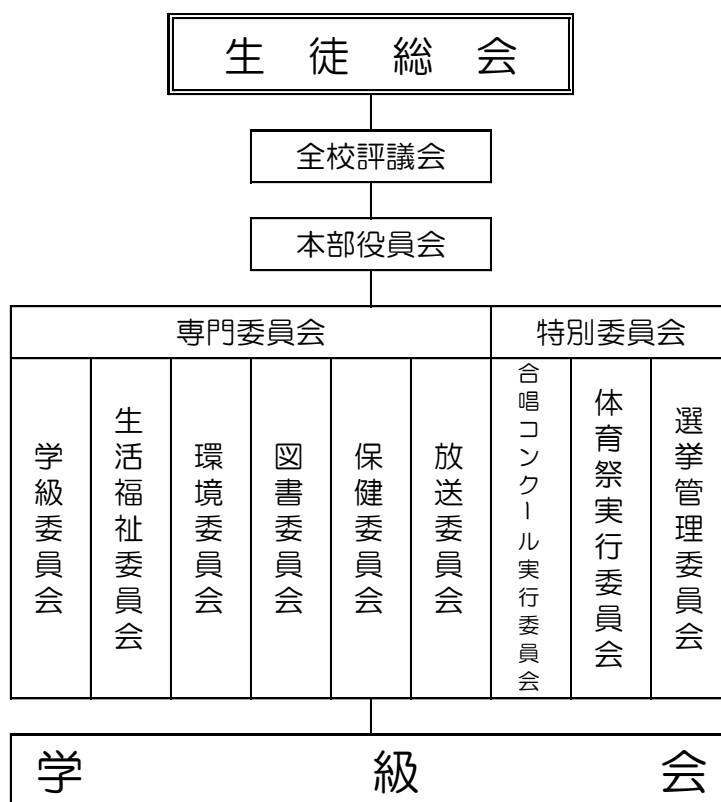 生徒総会
全校評議会
本部役員会
専門委員会
特別委員会
学級委員会
生活福祉委員会
環境委員会
図書委員会
保健委員会
放送委員会
合唱コンクール実行委員会
体育祭実行委員会
選挙管理委員会
学級会